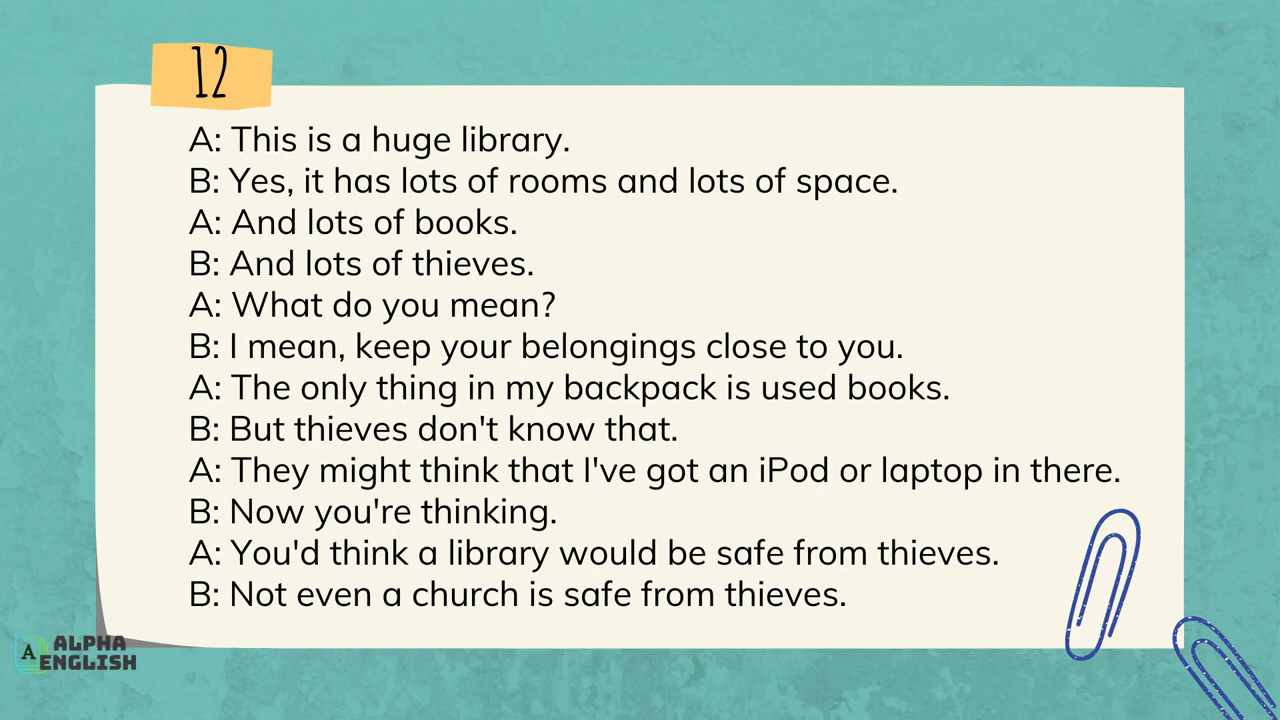 12
A: This is a huge library.
B: Yes, it has lots of rooms and lots of space.
A: And lots of books.
B: And lots of thieves.
A: What do you mean?
B: I mean, keep your belongings close to you.
A: The only thing in my backpack is used books.
B: But thieves don't know that.
A: They might think that I've got an iPod or laptop in there.
B: Now you're thinking.
A: You'd think a library would be safe from thieves.
B: Not even a church is safe from thieves.
A
ALPHA
ENGLISH